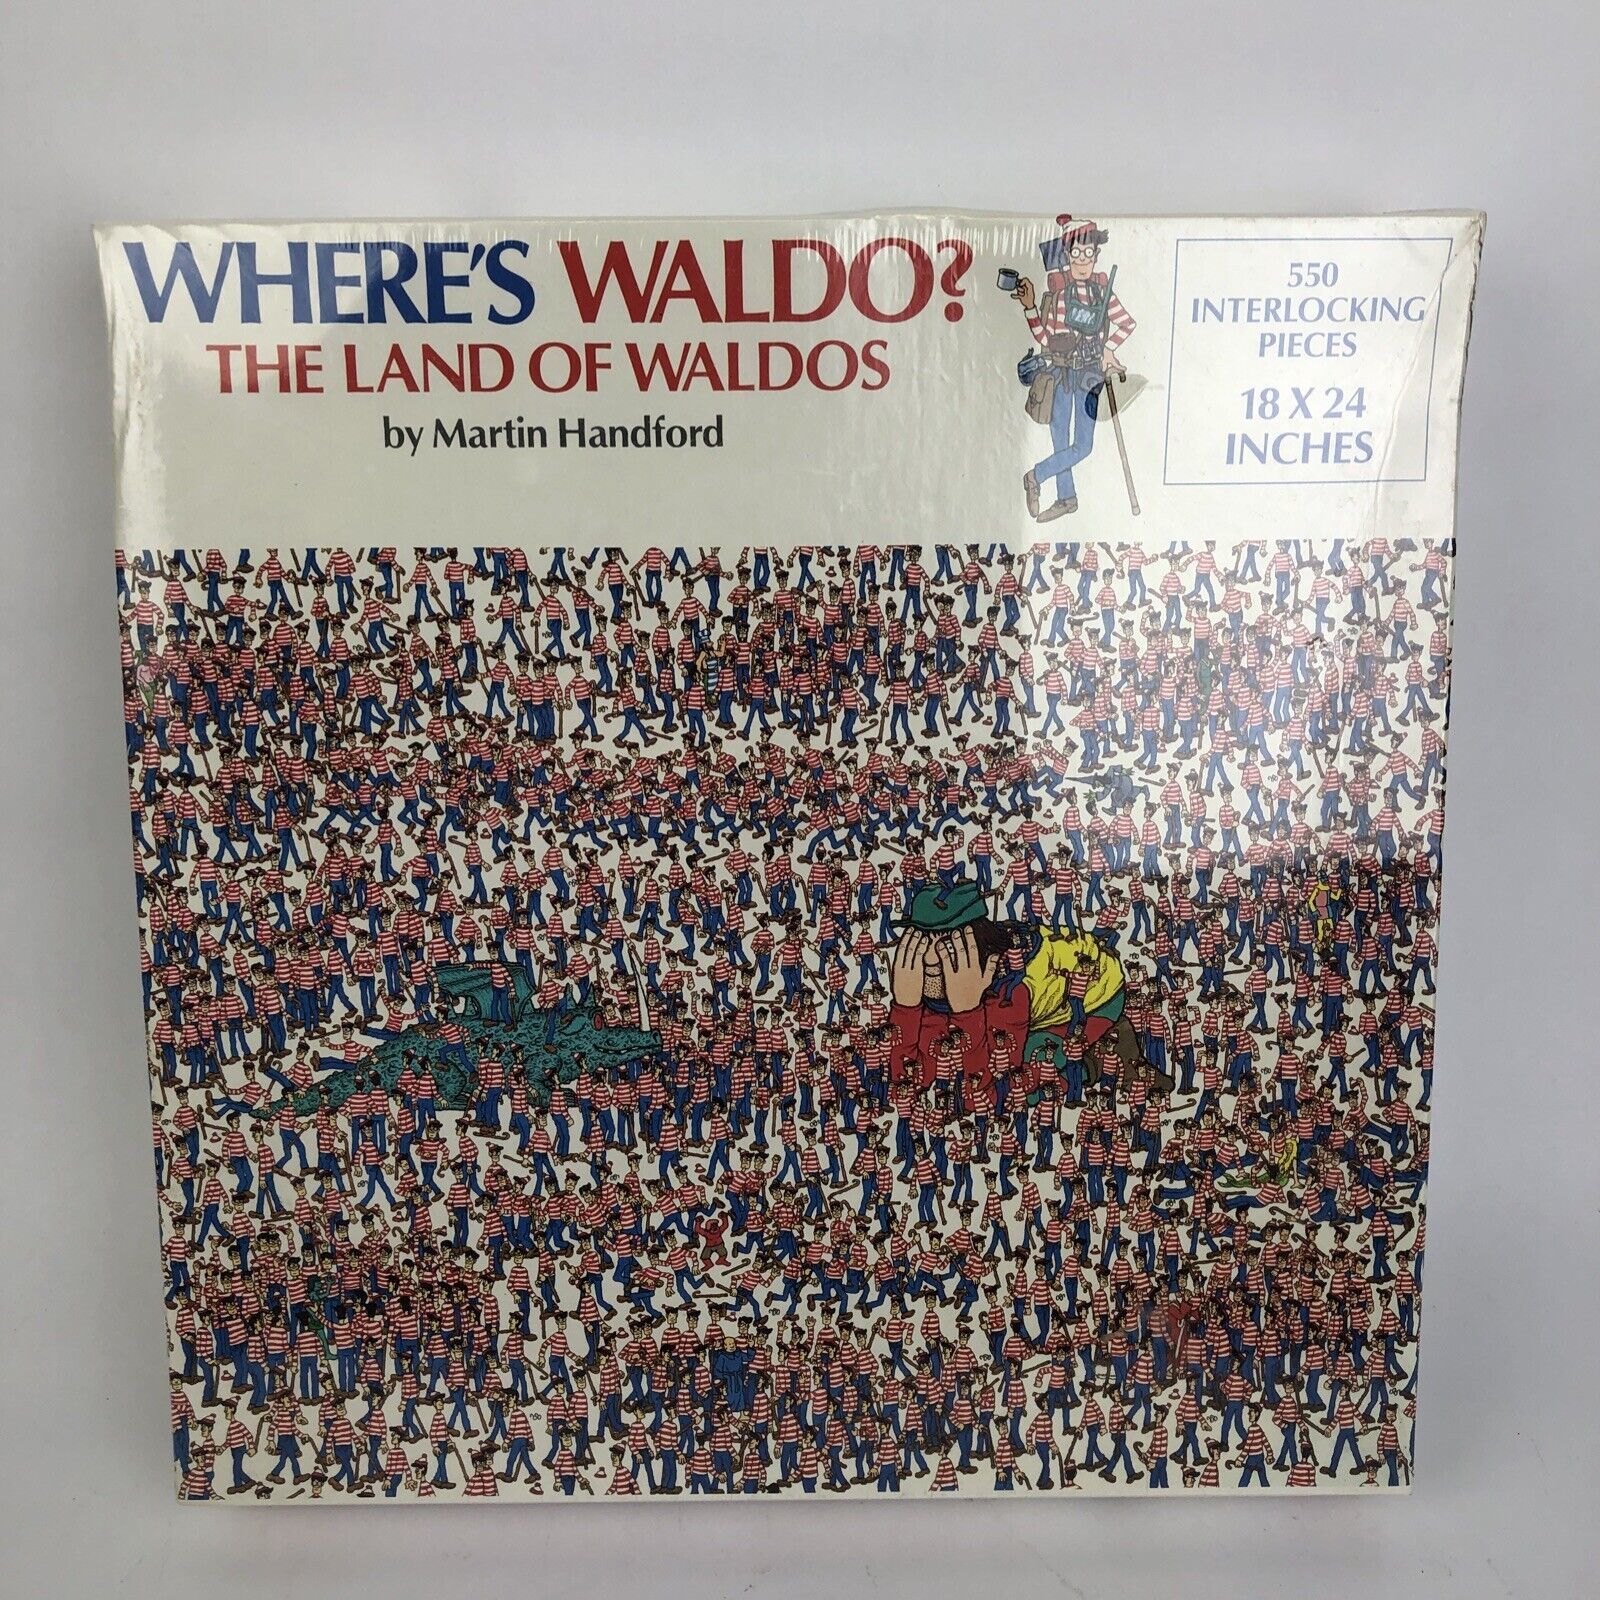 WHERE'S WALDO?
THE LAND OF WALDOS
by Martin Handford
550
INTERLOCKING
PIECES
18 X 24
INCHES